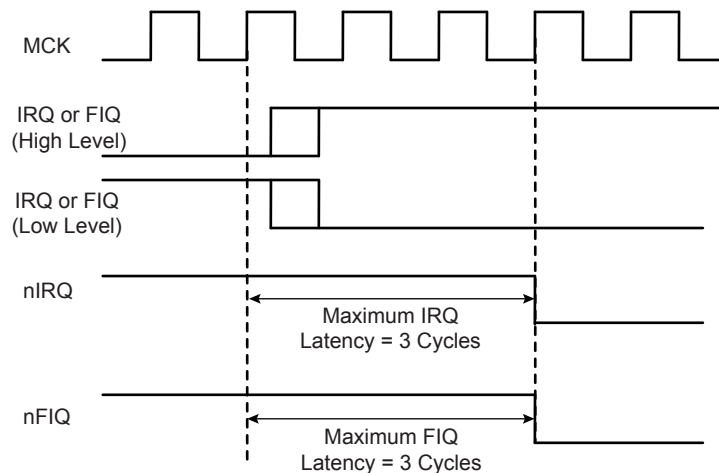 MCK
IRQ or FIQ
(High Level)
IRQ or FIQ
(Low Level)
nIRQ
Maximum IRQ
Latency = 3 Cycles
nFIQ
Maximum FIQ
Latency = 3 Cycles